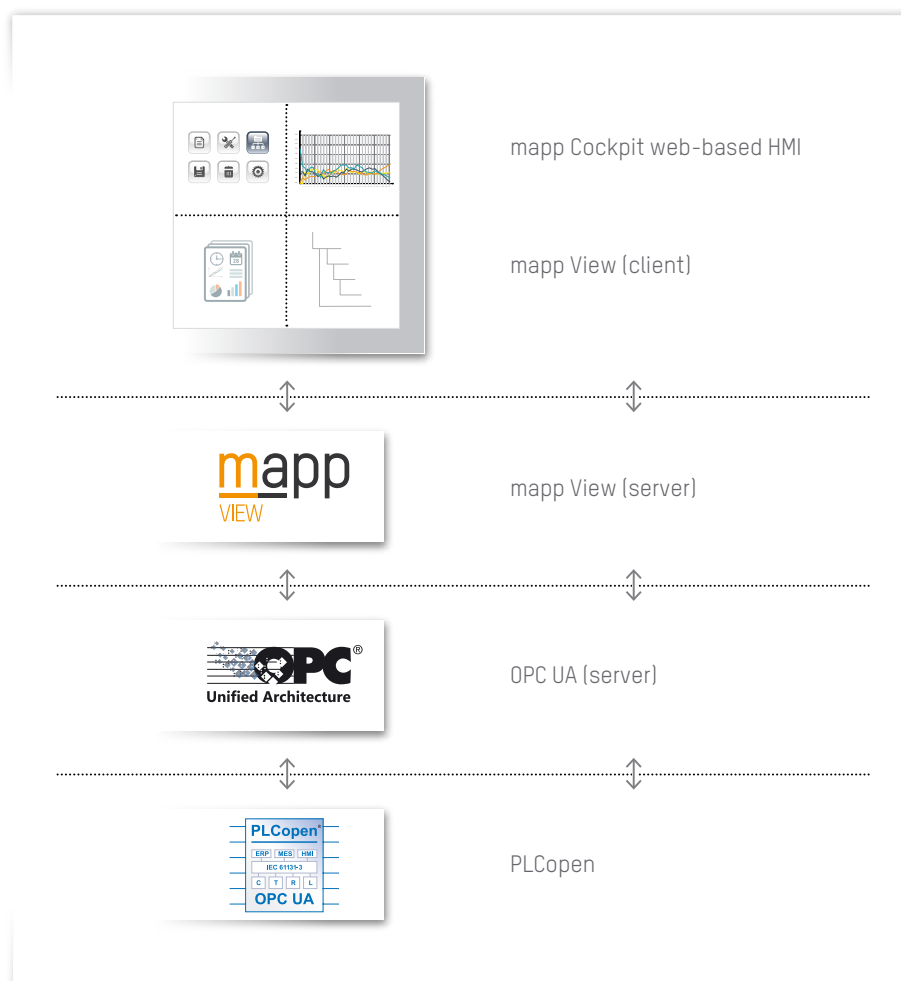 mapp Cockpit web-based HMI
mapp View (client)
mapp
VIEW
mapp View (server)
OPC®
Unified Architecture
OPC UA (server)
PLCopen®
ERP MES HMI
IEC 61131-3
C T R L
OPC UA
PLCopen